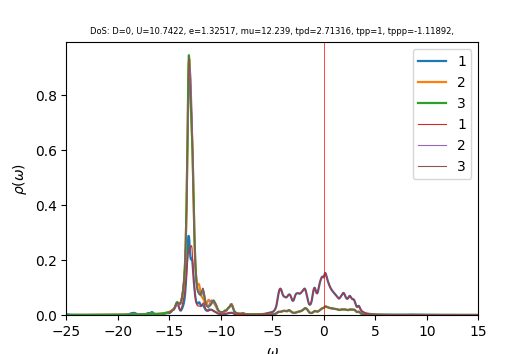 DoS: D=0, U=10.7422, e=1.32517, mu=12.239, tpd=2.71316, tpp=1, tppp=-1.11892,
1
2
3
1
2
3
0.8
0.6
0.4
0.2
0.0
ρ(ω)
−25 −20 −15 −10 −5 0 5 10 15
ω